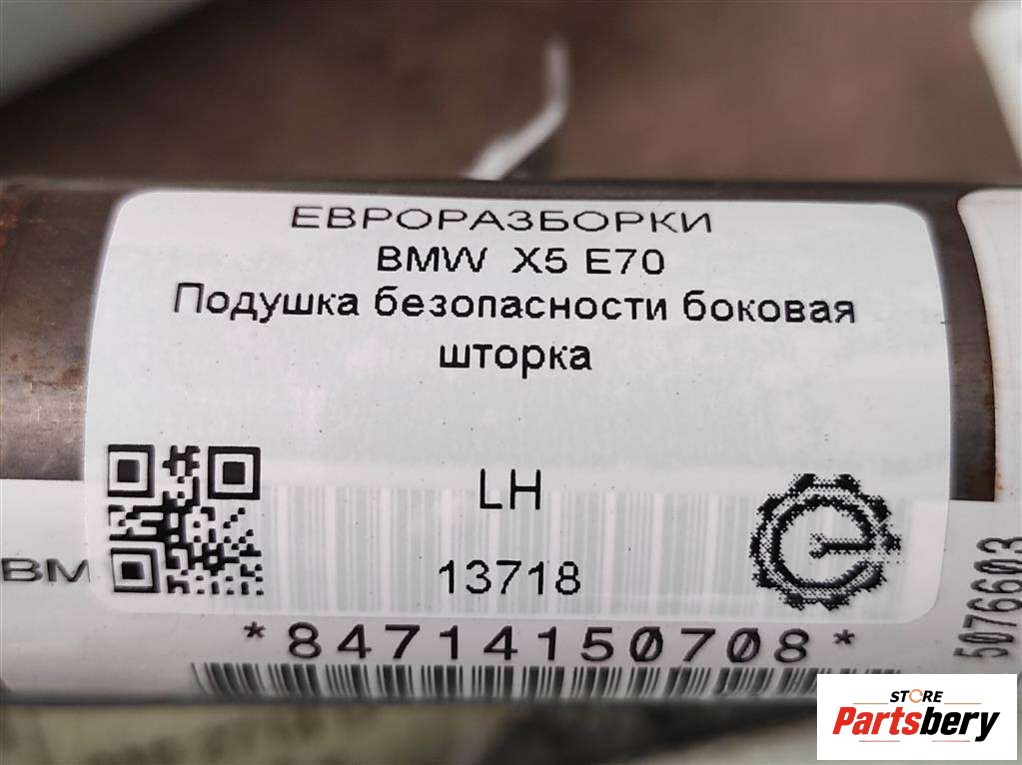 ЕВРОРАЗБОРКИ
BMW X5 E70
Подушка безопасности боковая
шторка
LH
13718
BM
*84714150708*
5076603
STORE
Partsbery